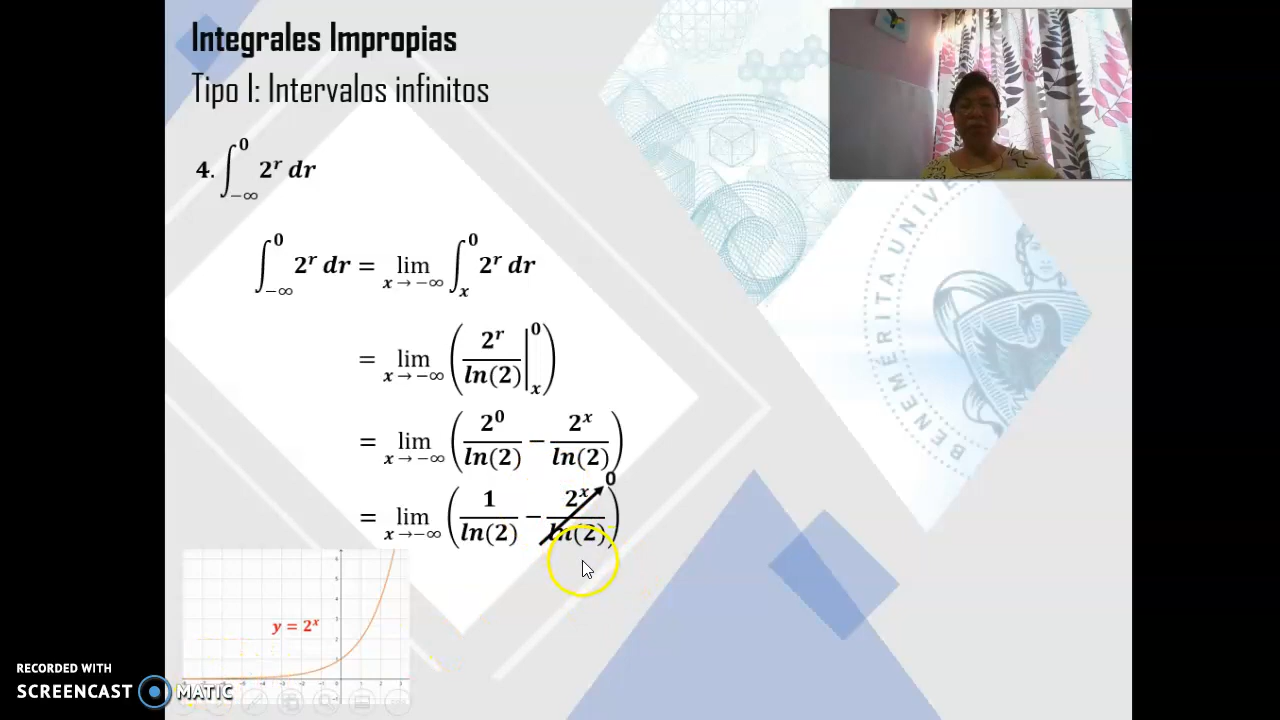 Integrales Impropias
Tipo I: Intervalos infinitos
4. ∫_{-∞}^{0} 2^r dr
∫_{-∞}^{0} 2^r dr = lim_{x→-∞} ∫_{x}^{0} 2^r dr
= lim_{x→-∞} ( 2^r / ln(2) |_{x}^{0} )
= lim_{x→-∞} ( 2^0 / ln(2) − 2^x / ln(2) )
= lim_{x→-∞} ( 1 / ln(2) − 2^x / ln(2) ) 0
y = 2^x
BENEMÉRITA UNIVE
RECORDED WITH
SCREENCAST MATIC